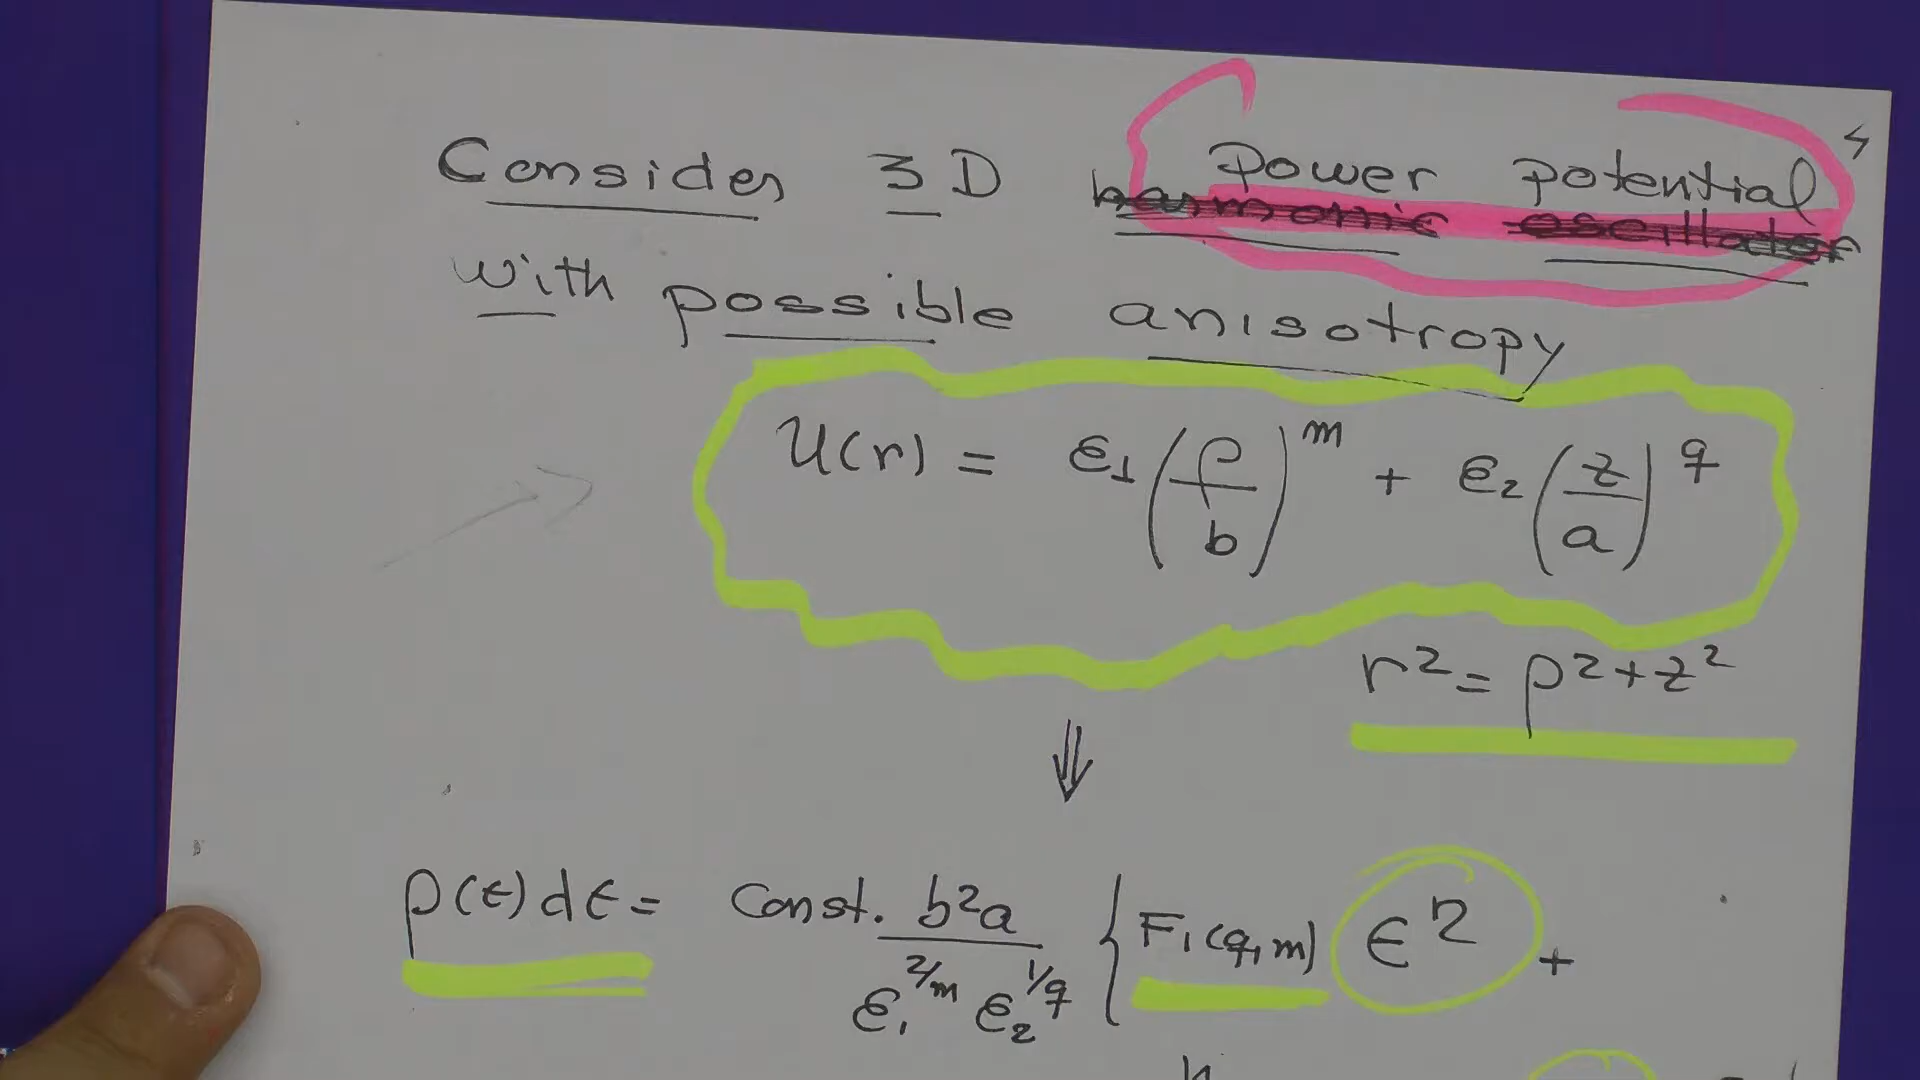 4
Consider 3D Power potential
harmonic oscillator
with possible anisotropy
U(r) = ε₁(ρ/b)^m + ε₂(z/a)^q
r² = ρ² + z²
⇓
ρ(ε)dε = Const. b²a/(ε₁^(2/m) ε₂^(1/q)) { F₁(q,m) ε^η +